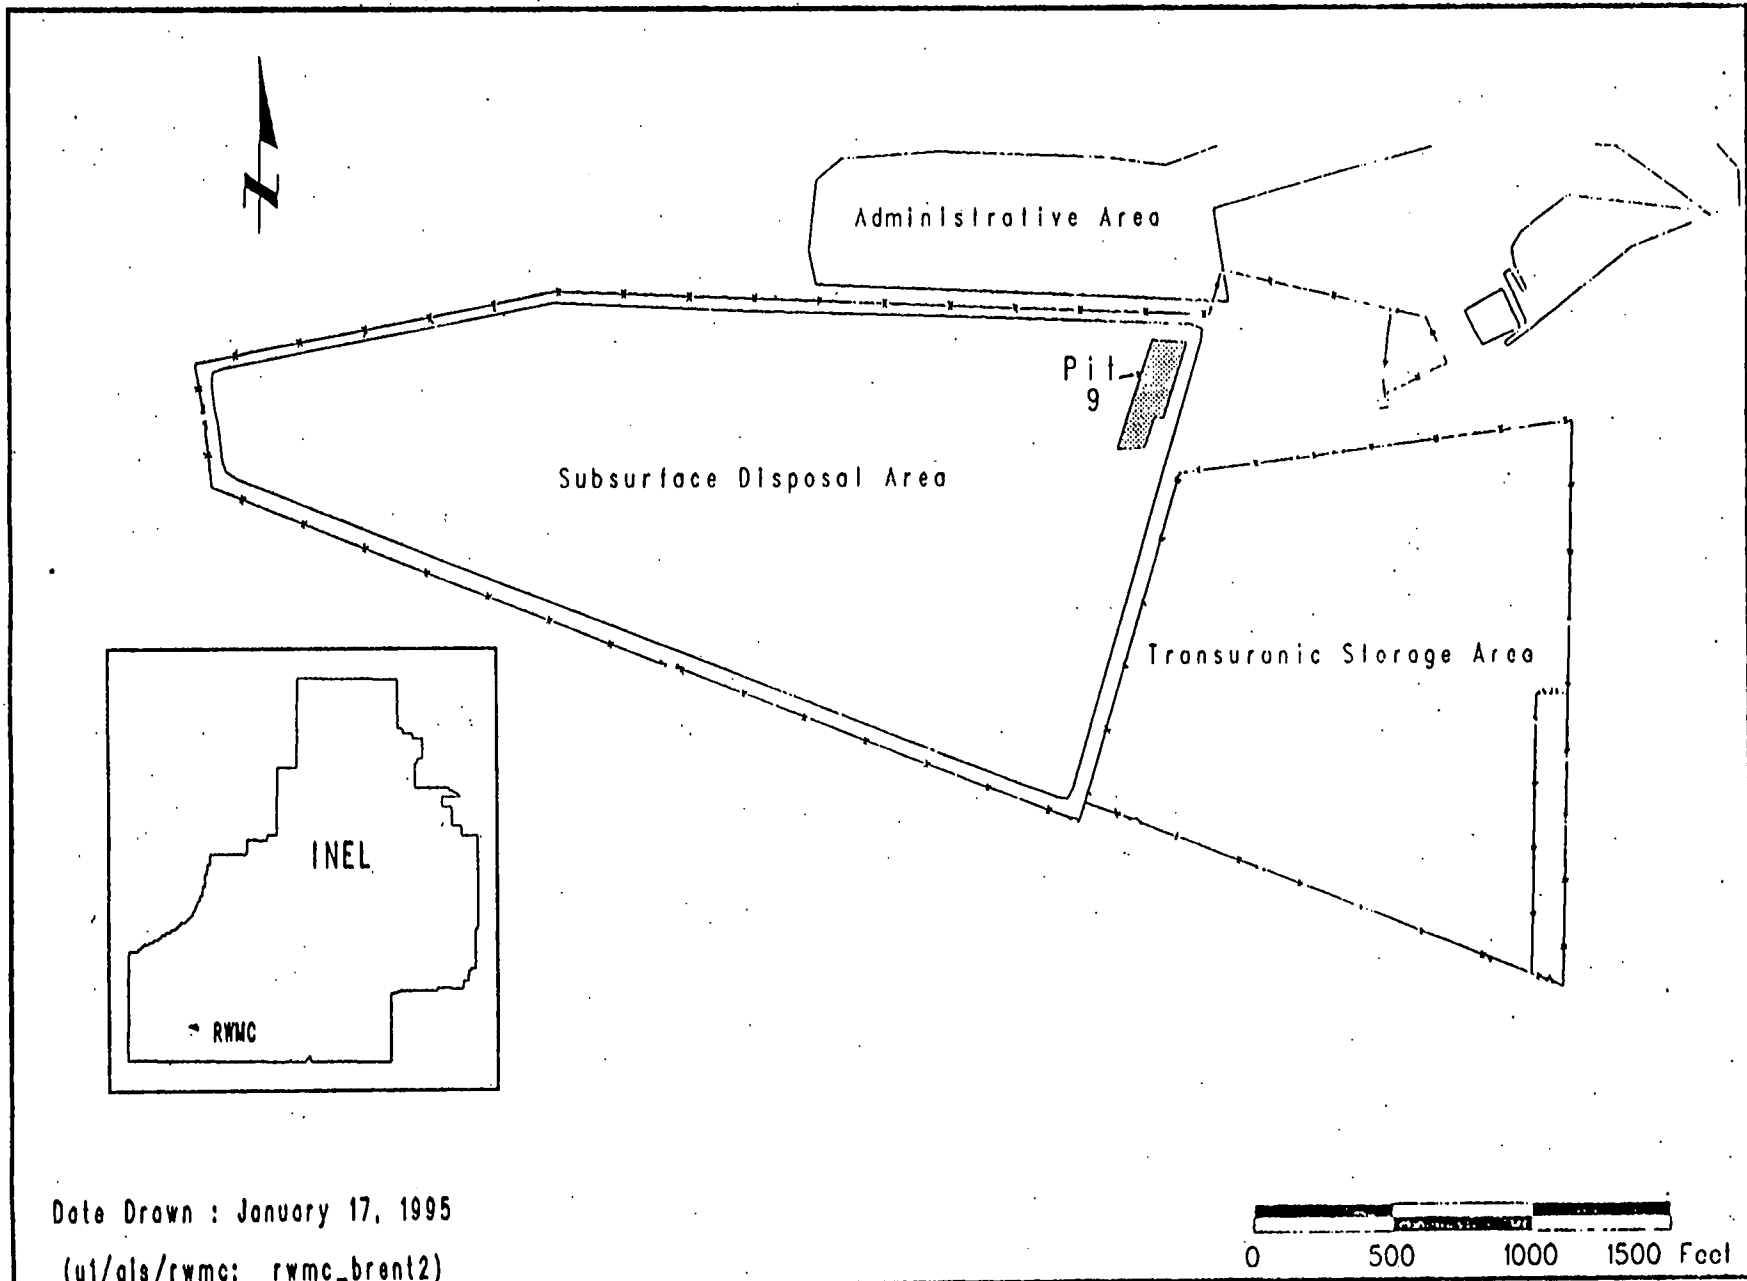 N
Administrative Area
Pit
9
Subsurface Disposal Area
Transuranic Storage Area
INEL
RWMC
Date Drawn : January 17, 1995
(u1/gis/rwmc: rwmc_brent2)
0 500 1000 1500 Feet